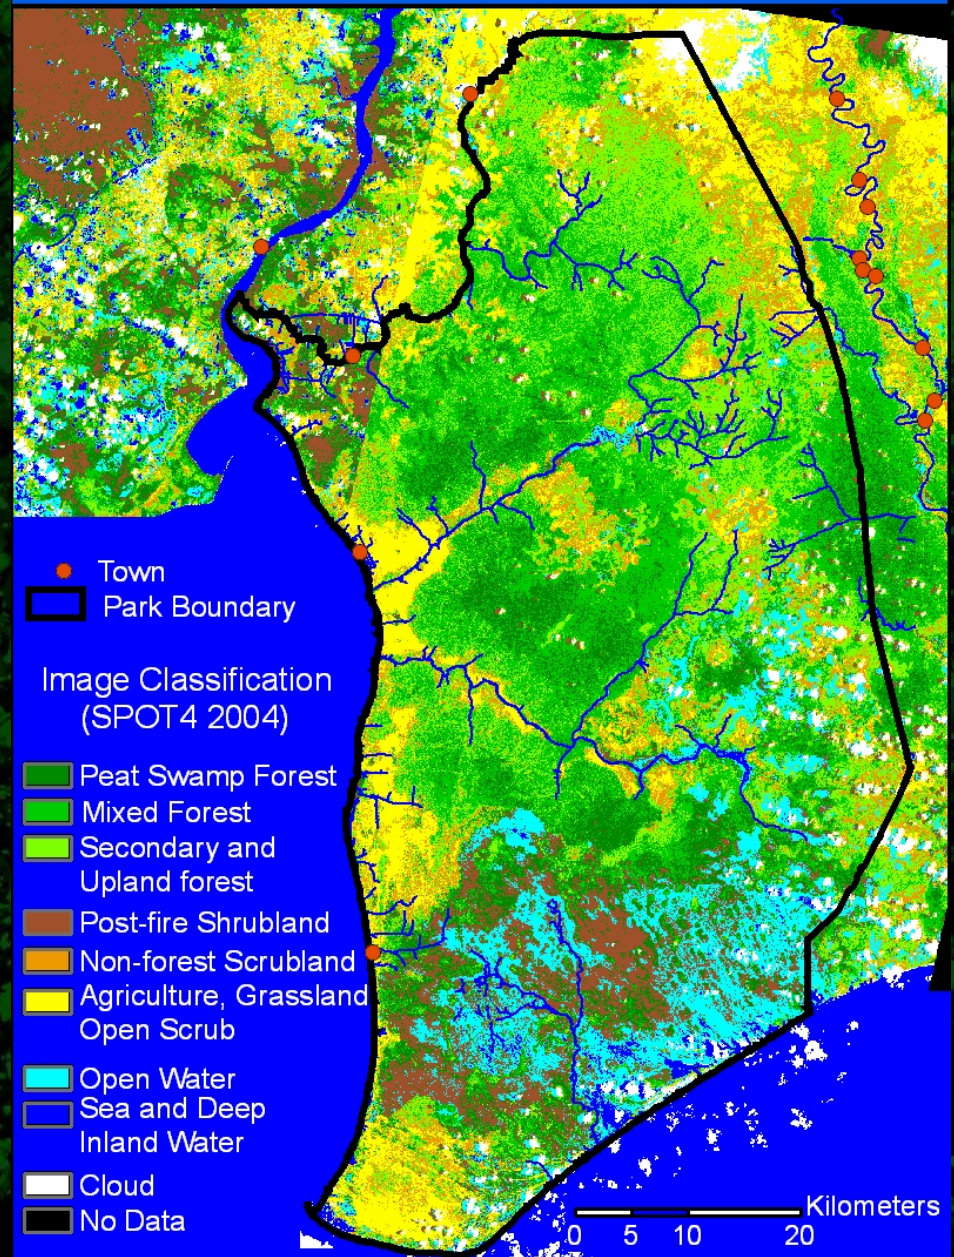 Town
Park Boundary
Image Classification
(SPOT4 2004)
Peat Swamp Forest
Mixed Forest
Secondary and
Upland forest
Post-fire Shrubland
Non-forest Scrubland
Agriculture, Grassland
Open Scrub
Open Water
Sea and Deep
Inland Water
Cloud
No Data
Kilometers
0 5 10 20